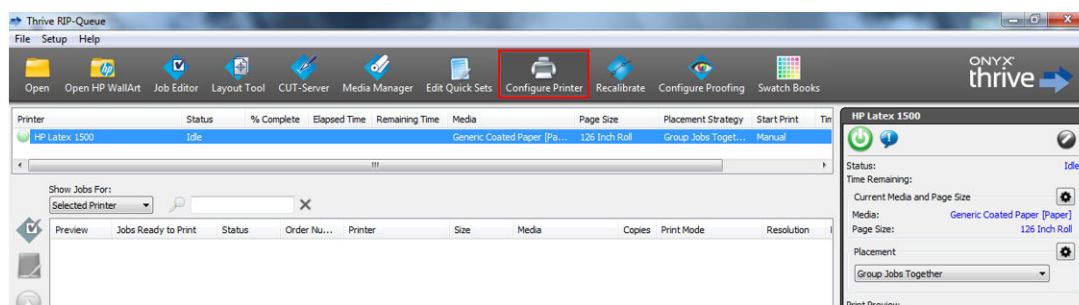 Thrive RIP-Queue
File Setup Help
Open Open HP WallArt Job Editor Layout Tool CUT-Server Media Manager Edit Quick Sets Configure Printer Recalibrate Configure Proofing Swatch Books
ONYX
thrive
Printer Status % Complete Elapsed Time Remaining Time Media Page Size Placement Strategy Start Print Tim
HP Latex 1500 Idle Generic Coated Paper [Pa... 126 Inch Roll Group Jobs Toget... Manual
Show Jobs For:
Selected Printer
Preview Jobs Ready to Print Status Order Nu... Printer Size Media Copies Print Mode Resolution
HP Latex 1500
Status: Idle
Time Remaining:
Current Media and Page Size
Media: Generic Coated Paper [Paper]
Page Size: 126 Inch Roll
Placement
Group Jobs Together
Print Preview